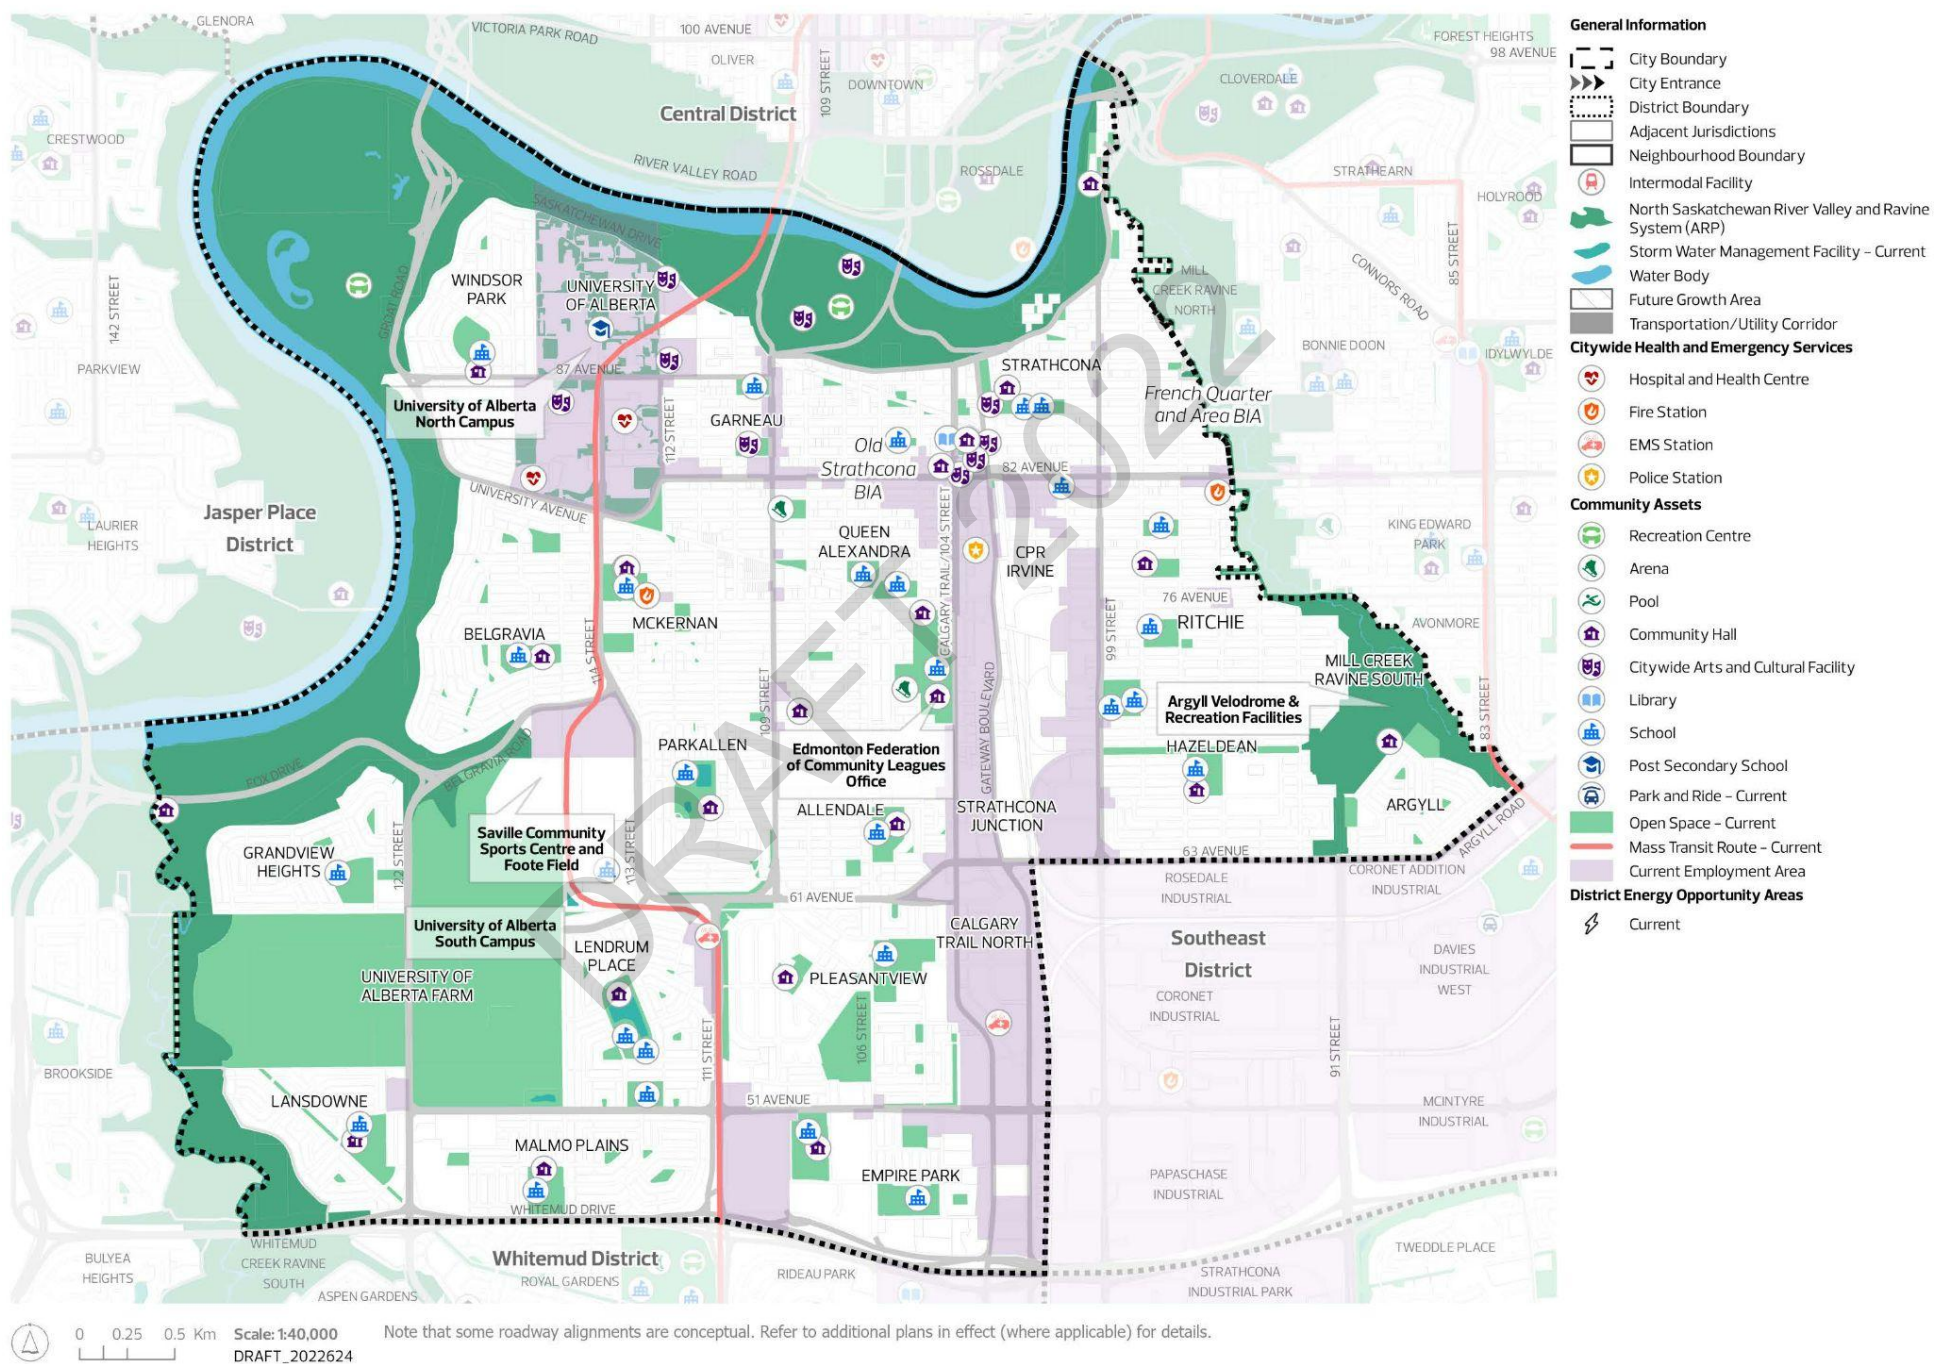 GLENORA
VICTORIA PARK ROAD
100 AVENUE
OLIVER
109 STREET
DOWNTOWN
Central District
CLOVERDALE
FOREST HEIGHTS
98 AVENUE
CRESTWOOD
RIVER VALLEY ROAD
ROSSDALE
STRATHEARN
HOLYROOD
SASKATCHEWAN DRIVE
142 STREET
GROAT ROAD
WINDSOR
PARK
UNIVERSITY
OF ALBERTA
MILL
CREEK RAVINE
NORTH
CONNORS ROAD
85 STREET
PARKVIEW
87 AVENUE
STRATHCONA
BONNIE DOON
IDYLWYLDE
University of Alberta
North Campus
112 STREET
GARNEAU
French Quarter
and Area BIA
Old
Strathcona
BIA
82 AVENUE
UNIVERSITY AVENUE
Jasper Place
District
LAURIER
HEIGHTS
QUEEN
ALEXANDRA
CALGARY TRAIL/104 STREET
CPR
IRVINE
KING EDWARD
PARK
76 AVENUE
BELGRAVIA
MCKERNAN
114 STREET
99 STREET
RITCHIE
AVONMORE
MILL CREEK
RAVINE SOUTH
109 STREET
GATEWAY BOULEVARD
Argyll Velodrome &
Recreation Facilities
83 STREET
FOX DRIVE
BELGRAVIA ROAD
PARKALLEN
Edmonton Federation
of Community Leagues
Office
HAZELDEAN
ALLENDALE
STRATHCONA
JUNCTION
ARGYLL
ARGYLL ROAD
Saville Community
Sports Centre and
Foote Field
113 STREET
GRANDVIEW
HEIGHTS
122 STREET
63 AVENUE
ROSEDALE
INDUSTRIAL
CORONET ADDITION
INDUSTRIAL
61 AVENUE
University of Alberta
South Campus
CALGARY
TRAIL NORTH
Southeast
District
LENDRUM
PLACE
DAVIES
INDUSTRIAL
WEST
UNIVERSITY OF
ALBERTA FARM
PLEASANTVIEW
CORONET
INDUSTRIAL
106 STREET
111 STREET
91 STREET
BROOKSIDE
LANSDOWNE
51 AVENUE
MCINTYRE
INDUSTRIAL
MALMO PLAINS
EMPIRE PARK
PAPASCHASE
INDUSTRIAL
WHITEMUD DRIVE
BULYEA
HEIGHTS
WHITEMUD
CREEK RAVINE
SOUTH
Whitemud District
ROYAL GARDENS
RIDEAU PARK
TWEDDLE PLACE
ASPEN GARDENS
STRATHCONA
INDUSTRIAL PARK
DRAFT 2022
General Information
City Boundary
City Entrance
District Boundary
Adjacent Jurisdictions
Neighbourhood Boundary
Intermodal Facility
North Saskatchewan River Valley and Ravine
System (ARP)
Storm Water Management Facility – Current
Water Body
Future Growth Area
Transportation/Utility Corridor
Citywide Health and Emergency Services
Hospital and Health Centre
Fire Station
EMS Station
Police Station
Community Assets
Recreation Centre
Arena
Pool
Community Hall
Citywide Arts and Cultural Facility
Library
School
Post Secondary School
Park and Ride – Current
Open Space – Current
Mass Transit Route – Current
Current Employment Area
District Energy Opportunity Areas
Current
0 0.25 0.5 Km
Scale: 1:40,000
DRAFT_2022624
Note that some roadway alignments are conceptual. Refer to additional plans in effect (where applicable) for details.